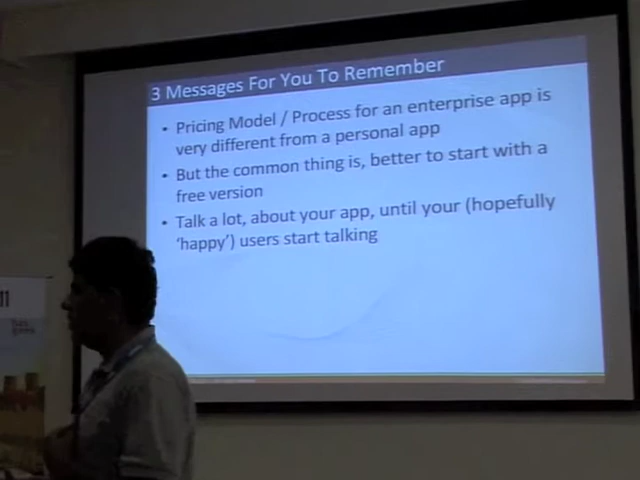 3 Messages For You To Remember
• Pricing Model / Process for an enterprise app is
very different from a personal app
• But the common thing is, better to start with a
free version
• Talk a lot, about your app, until your (hopefully
‘happy’) users start talking
11